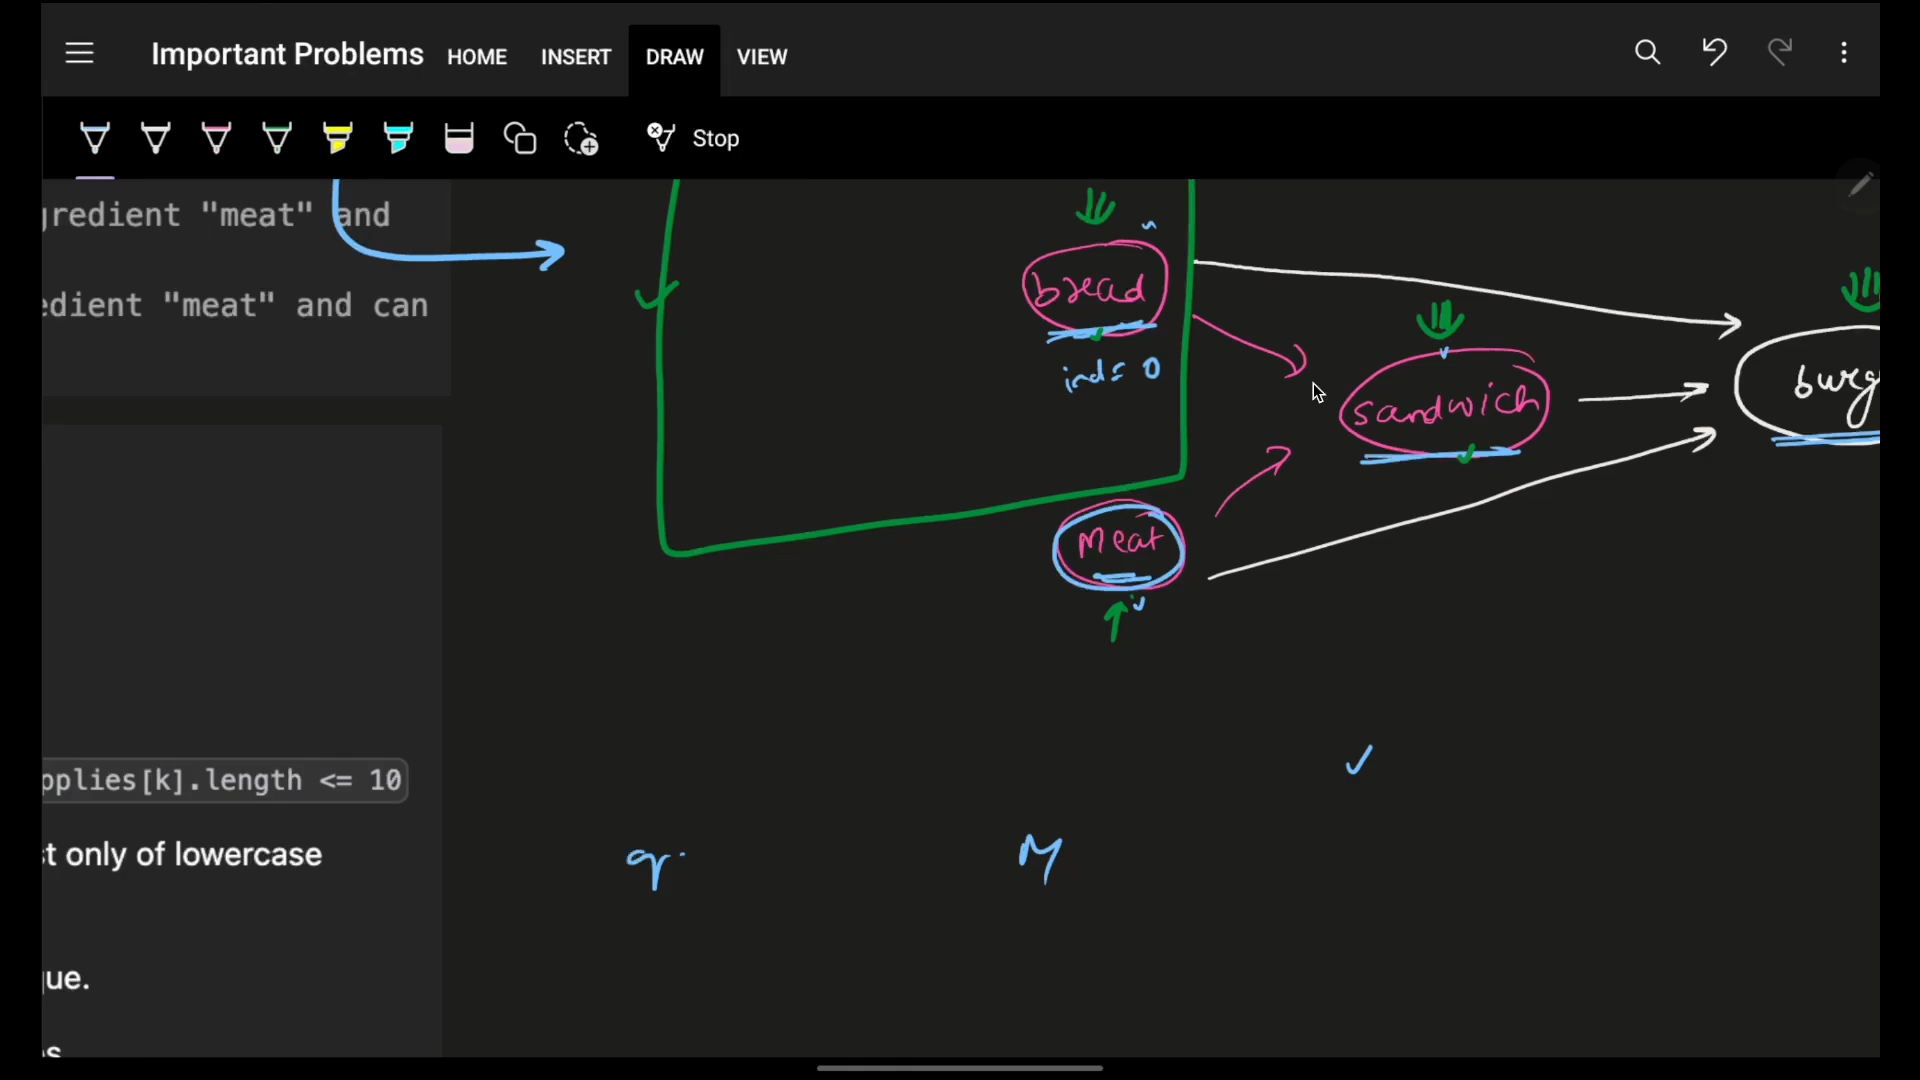 Important Problems HOME INSERT DRAW VIEW
Stop
gredient "meat" and
edient "meat" and can
bread
ind = 0
sandwich
burg
meat
pplies[k].length <= 10
t only of lowercase
q
M
ue.
s